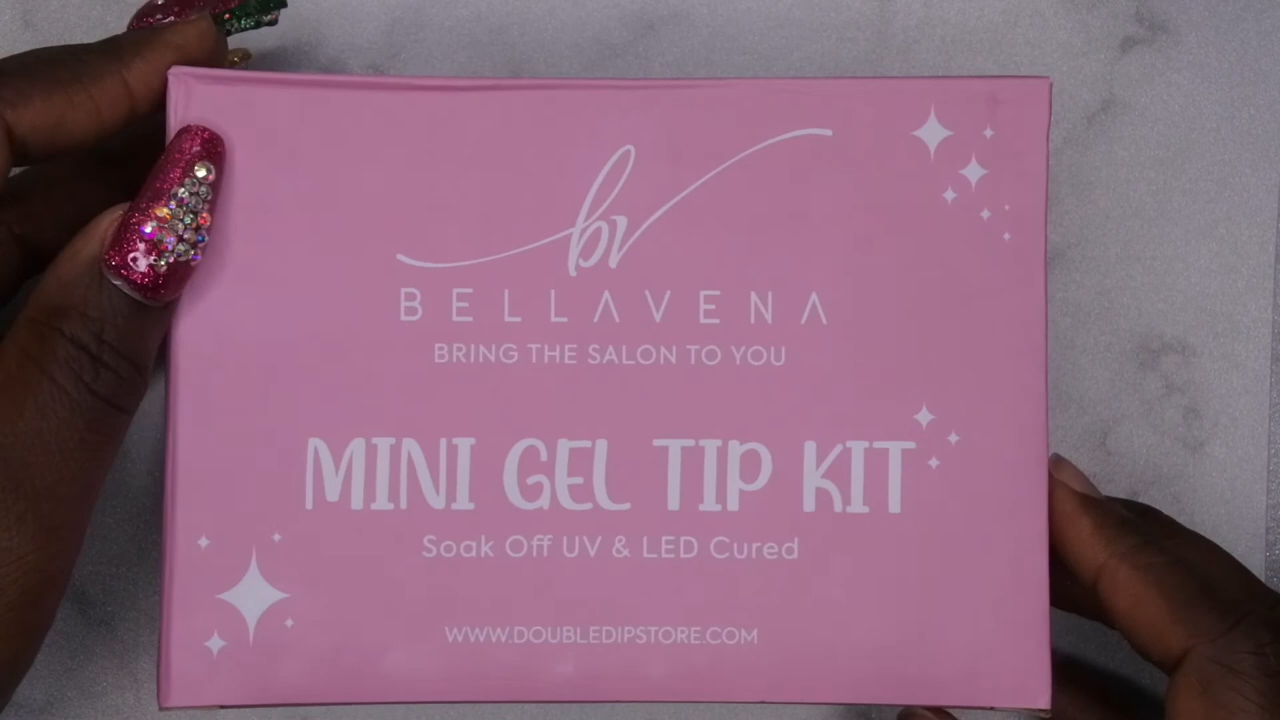 bv
BELLAVENA
BRING THE SALON TO YOU
MINI GEL TIP KIT
Soak Off UV & LED Cured
WWW.DOUBLEDIPSTORE.COM